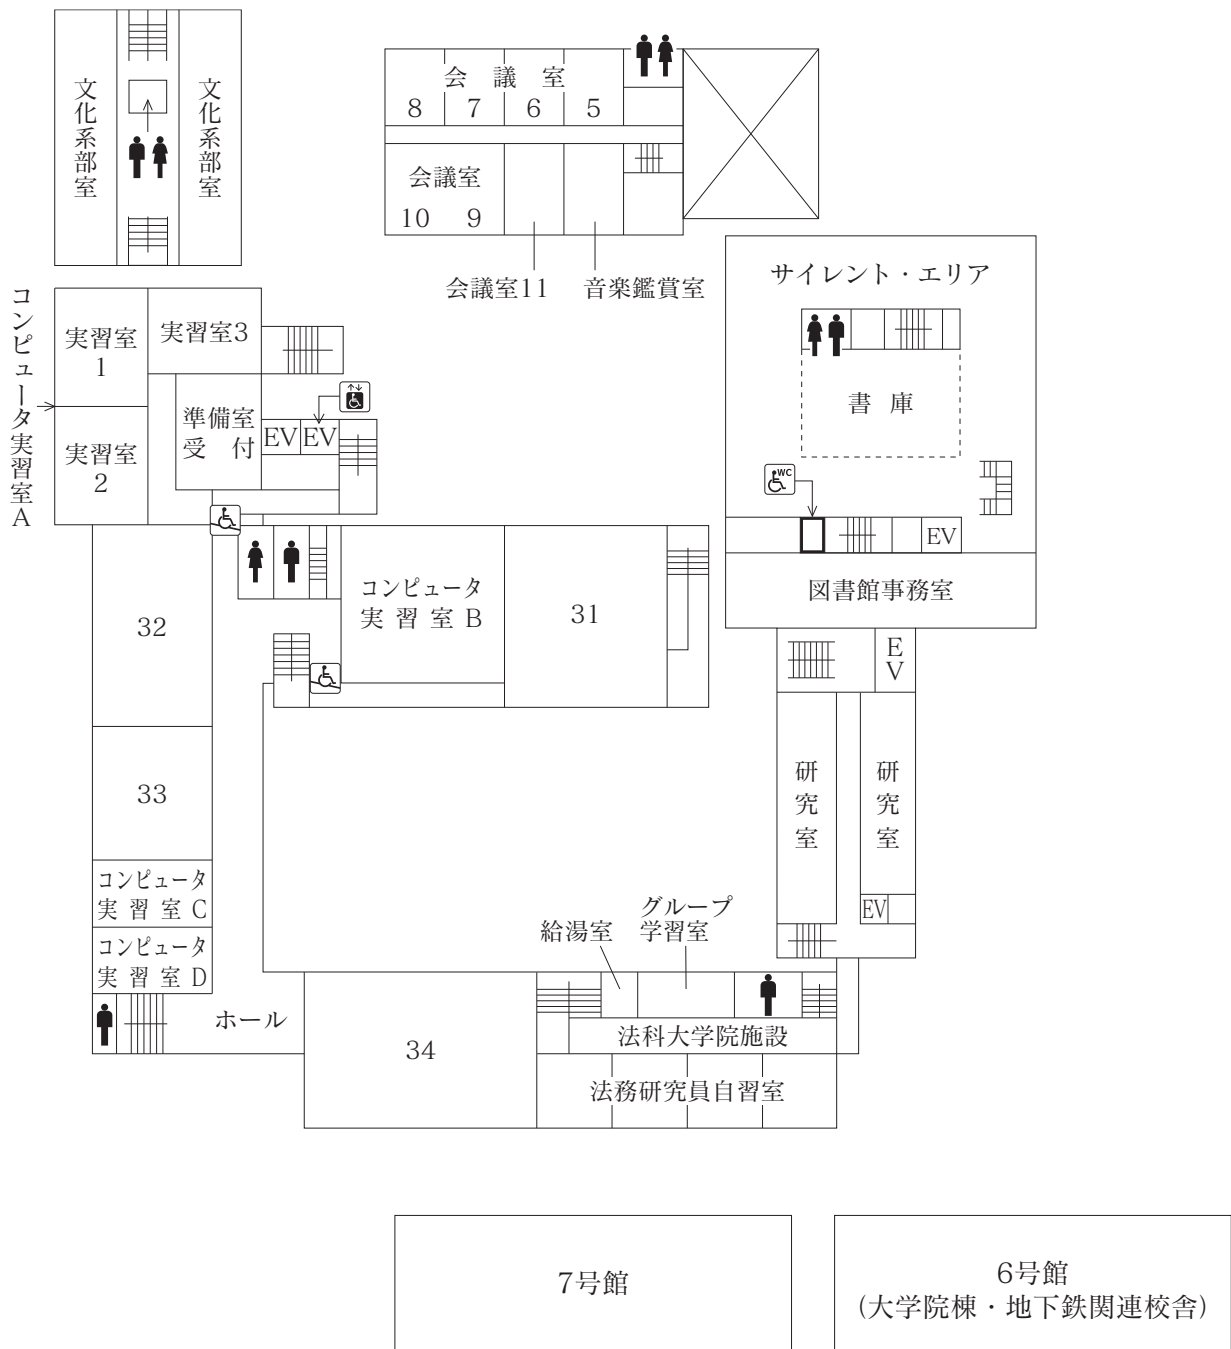 文化系部室
文化系部室
会議室
8 7 6 5
会議室
10 9
会議室11
音楽鑑賞室
サイレント・エリア
書庫
WC
EV
図書館事務室
コンピュータ実習室A
実習室
1
実習室3
実習室
2
準備室
受付
EV EV
32
コンピュータ
実習室B
31
33
コンピュータ
実習室C
コンピュータ
実習室D
ホール
EV
研究室
研究室
EV
給湯室
グループ
学習室
34
法科大学院施設
法務研究員自習室
7号館
6号館
(大学院棟・地下鉄関連校舎)